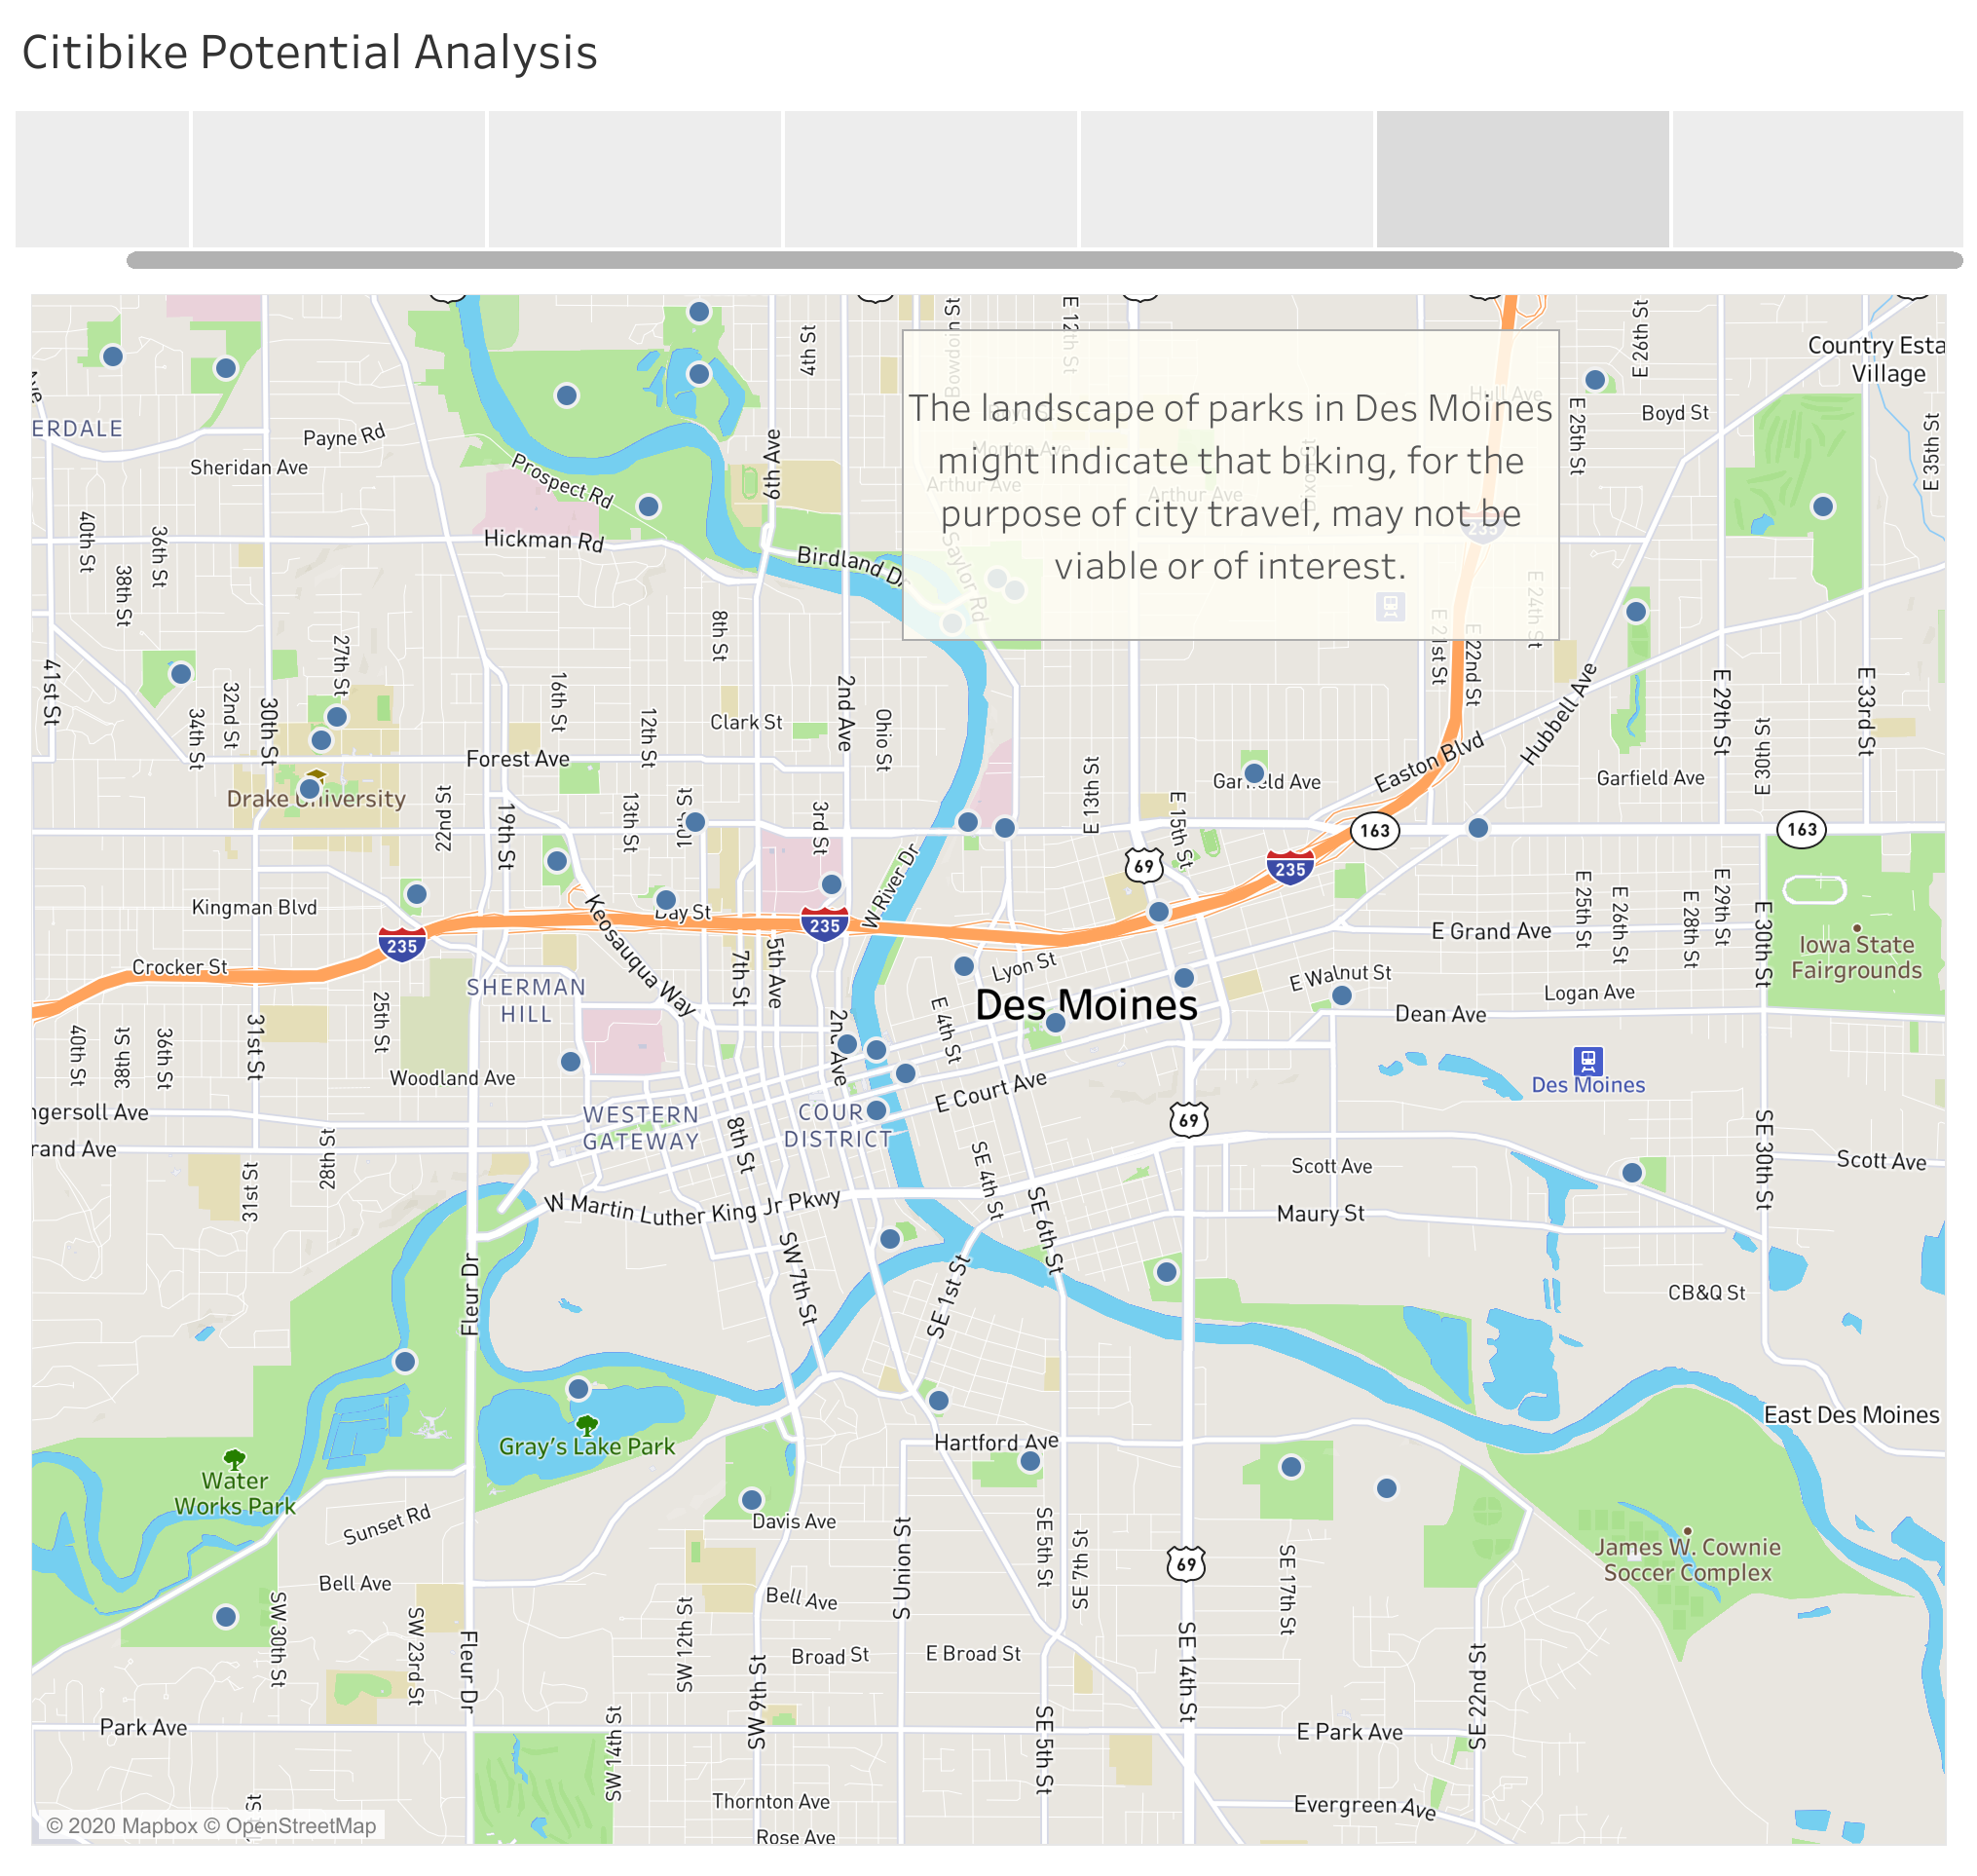 Citibike Potential Analysis
The landscape of parks in Des Moines
might indicate that biking, for the
purpose of city travel, may not be
viable or of interest.
Country Esta
Village
E 26th St
E 12th St
4th St
Hull Ave
Boyd St
E 25th St
E 35th St
ERDALE
Payne Rd
Sheridan Ave
Morton Ave
Arthur Ave
Arthur Ave
6th Ave
Prospect Rd
Hickman Rd
Birdland Dr
Saylor Rd
235
40th St
38th St
36th St
8th St
E 24th St
E 21st St
E 22nd St
41st St
27th St
32nd St
34th St
30th St
16th St
12th St
Clark St
2nd Ave
Ohio St
Hubbell Ave
E 29th St
E 30th St
E 33rd St
Forest Ave
Drake University
Easton Blvd
Garfield Ave
Garfield Ave
22nd St
19th St
13th St
10th St
3rd St
E 13th St
E 15th St
163
163
69
235
W River Dr
Kingman Blvd
Keosauqua Way
Day St
235
235
E Grand Ave
E 25th St
E 26th St
E 28th St
E 29th St
E 30th St
Iowa State
Fairgrounds
Crocker St
7th St
5th Ave
Lyon St
E Walnut St
Logan Ave
SHERMAN
HILL
Des Moines
Dean Ave
25th St
31st St
40th St
38th St
36th St
2nd Ave
E 4th St
Woodland Ave
E Court Ave
Des Moines
ngersoll Ave
WESTERN
GATEWAY
COUR
DISTRICT
69
rand Ave
28th St
31st St
8th St
SE 4th St
Scott Ave
Scott Ave
SE 30th St
N Martin Luther King Jr Pkwy
SE 6th St
Maury St
Fleur Dr
SW 7th St
SE 1st St
CB&Q St
East Des Moines
Gray's Lake Park
Hartford Ave
Water
Works Park
Sunset Rd
Davis Ave
S Union St
SE 5th St
SE 7th St
69
SE 17th St
James W. Cownie
Soccer Complex
Bell Ave
Bell Ave
SW 30th St
SW 23rd St
Fleur Dr
SW 12th St
SW 9th St
Broad St
E Broad St
SE 14th St
SE 22nd St
Park Ave
SW 14th St
SE 5th St
E Park Ave
Thornton Ave
Evergreen Ave
Rose Ave
© 2020 Mapbox © OpenStreetMap